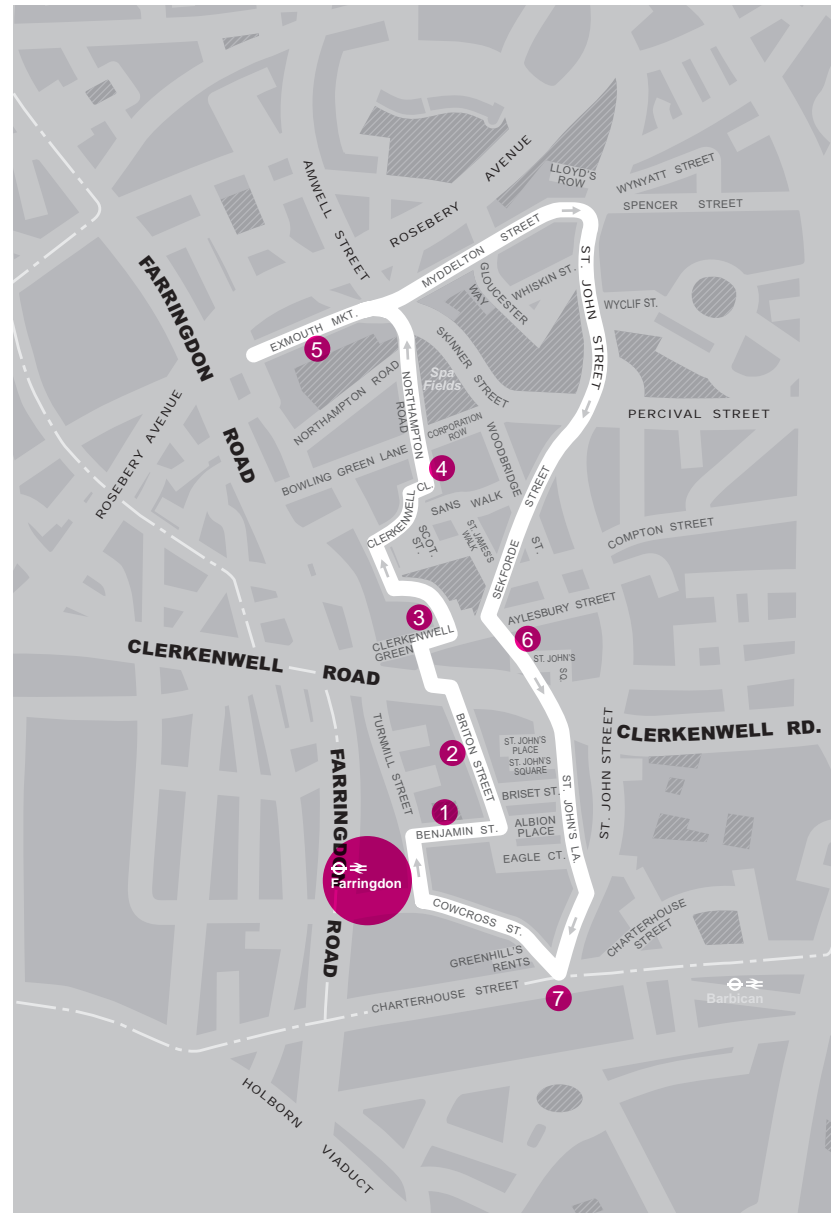 LLOYD'S
ROW
WYNYATT STREET
SPENCER STREET
AMWELL STREET
ROSEBERY AVENUE
MYDDELTON STREET
GLOUCESTER
WAY
WHISKIN ST.
ST. JOHN STREET
WYCLIF ST.
FARRINGDON ROAD
EXMOUTH MKT.
5
SKINNER STREET
Spa
Fields
NORTHAMPTON ROAD
NORTHAMPTON
ROAD
ROSEBERY AVENUE
PERCIVAL STREET
CORPORATION
ROW
BOWLING GREEN LANE
4
WOODBRIDGE
ST.
SANS WALK
CLERKENWELL CL.
SCOT.
ST.
ST. JAMES'S
WALK
SEKFORDE STREET
COMPTON STREET
AYLESBURY STREET
3
CLERKENWELL
GREEN
6
ST. JOHN'S
SQ.
CLERKENWELL ROAD
CLERKENWELL RD.
TURNMILL STREET
BRITON STREET
2
ST. JOHN'S
PLACE
ST. JOHN'S
SQUARE
ST. JOHN STREET
BRISET ST.
ST. JOHN'S LA.
1
BENJAMIN ST.
ALBION
PLACE
EAGLE CT.
FARRINGDON ROAD
Farringdon
COWCROSS ST.
GREENHILL'S
RENTS
CHARTERHOUSE
STREET
CHARTERHOUSE STREET
7
Barbican
HOLBORN VIADUCT